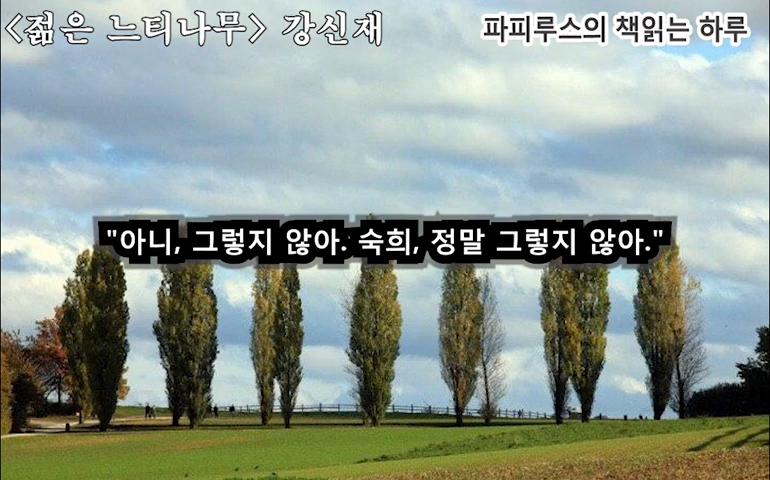 <젊은 느티나무> 강신재
파피루스의 책읽는 하루
"아니, 그렇지 않아. 숙희, 정말 그렇지 않아."